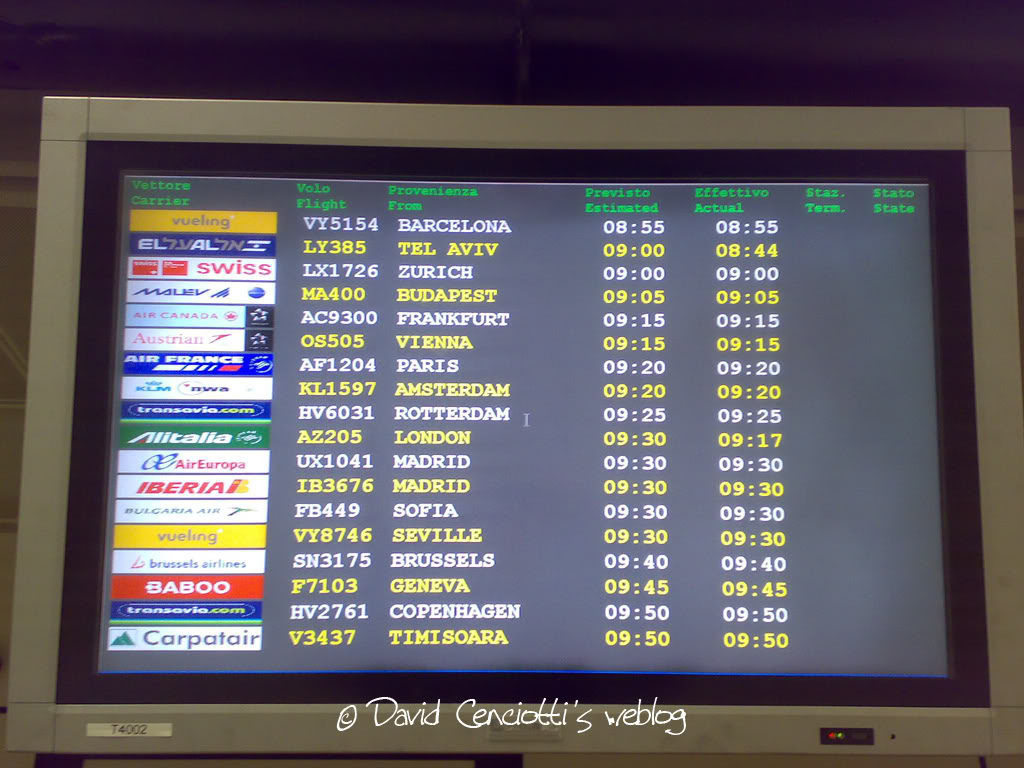 Vettore Volo Provenienza Previsto Effettivo Staz. Stato
Carrier Flight From Estimated Actual Term. State
vueling VY5154 BARCELONA 08:55 08:55
EL AL אל על LY385 TEL AVIV 09:00 08:44
swiss LX1726 ZURICH 09:00 09:00
MALEV MA400 BUDAPEST 09:05 09:05
AIR CANADA AC9300 FRANKFURT 09:15 09:15
Austrian OS505 VIENNA 09:15 09:15
AIR FRANCE AF1204 PARIS 09:20 09:20
KLM nwa KL1597 AMSTERDAM 09:20 09:20
transavia.com HV6031 ROTTERDAM 09:25 09:25
Alitalia AZ205 LONDON 09:30 09:17
AirEuropa UX1041 MADRID 09:30 09:30
IBERIA IB3676 MADRID 09:30 09:30
BULGARIA AIR FB449 SOFIA 09:30 09:30
vueling VY8746 SEVILLE 09:30 09:30
brussels airlines SN3175 BRUSSELS 09:40 09:40
BABOO F7103 GENEVA 09:45 09:45
transavia.com HV2761 COPENHAGEN 09:50 09:50
Carpatair V3437 TIMISOARA 09:50 09:50
© David Cenciotti's weblog
T4002